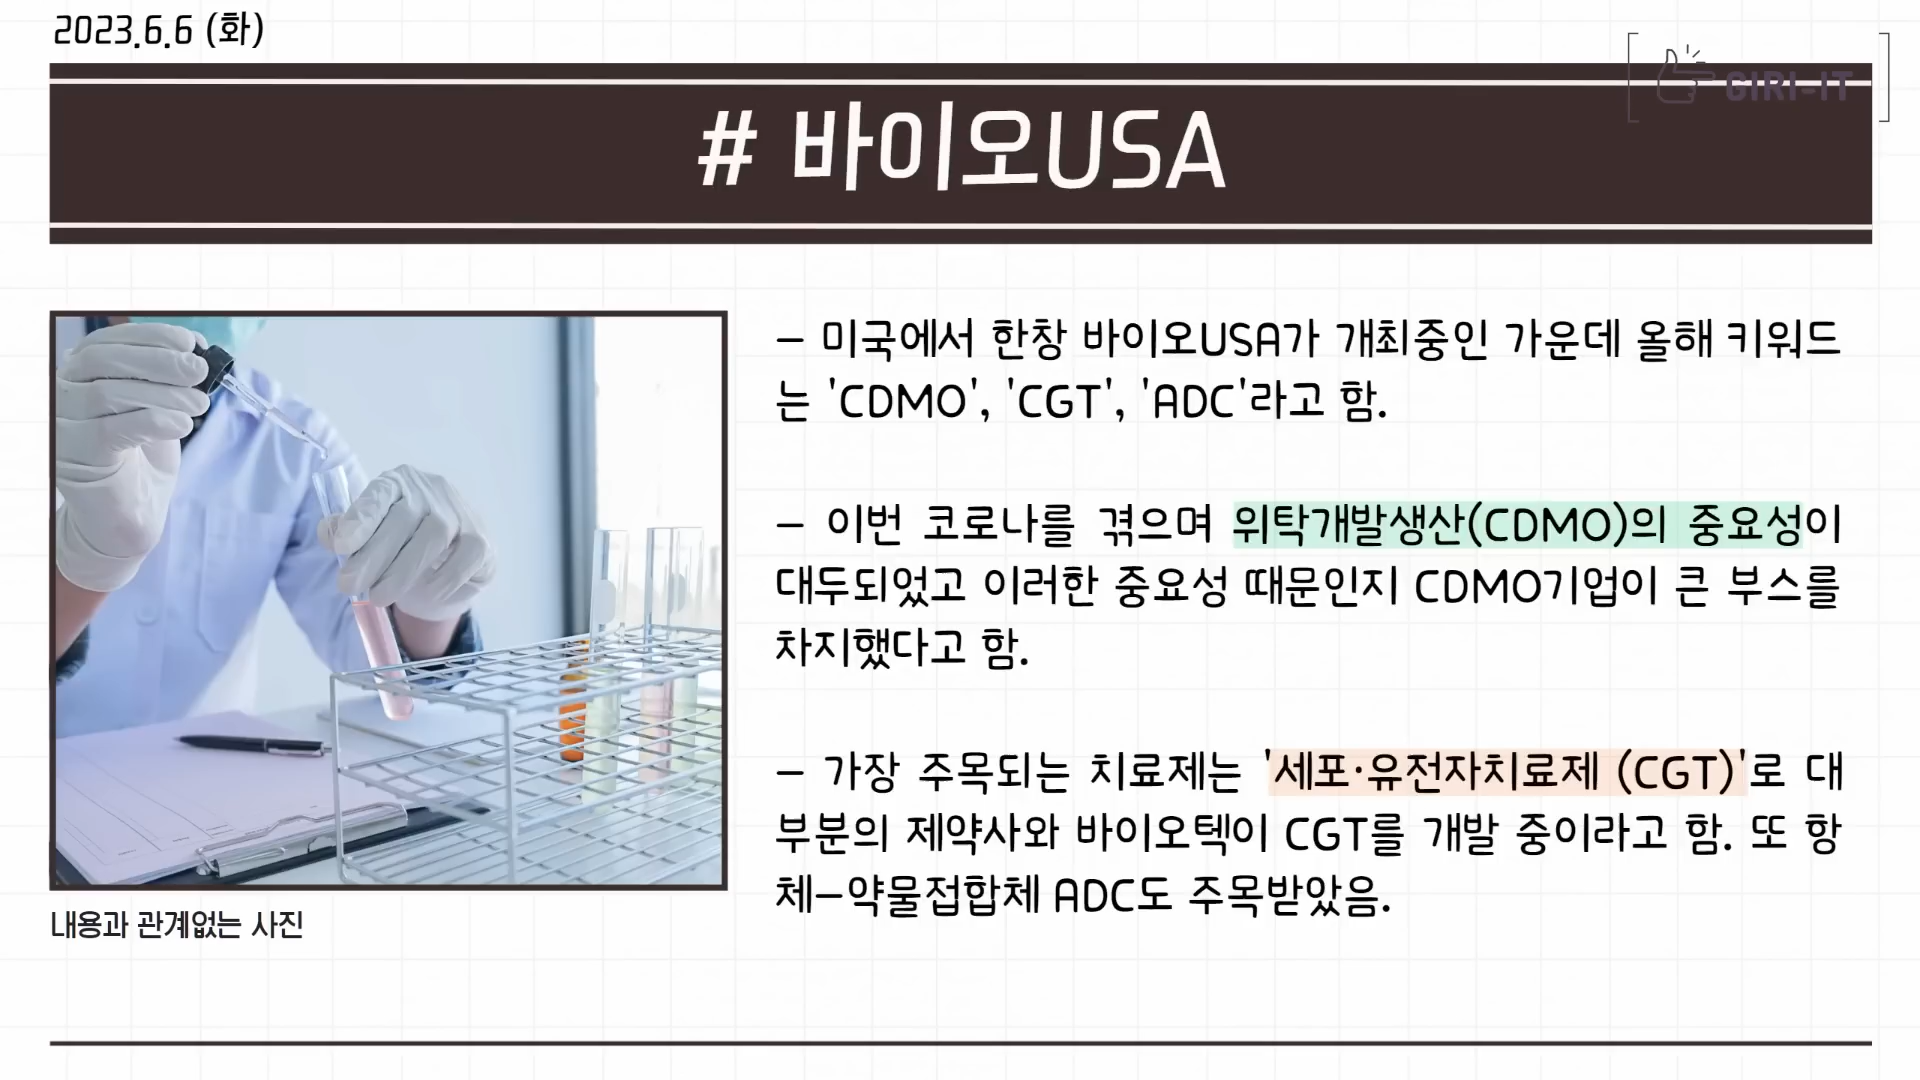 2023.6.6 (화)
GIRI-IT
# 바이오USA
- 미국에서 한창 바이오USA가 개최중인 가운데 올해 키워드
는 'CDMO', 'CGT', 'ADC'라고 함.
- 이번 코로나를 겪으며 위탁개발생산(CDMO)의 중요성이
대두되었고 이러한 중요성 때문인지 CDMO기업이 큰 부스를
차지했다고 함.
- 가장 주목되는 치료제는 '세포·유전자치료제 (CGT)'로 대
부분의 제약사와 바이오텍이 CGT를 개발 중이라고 함. 또 항
체-약물접합체 ADC도 주목받았음.
내용과 관계없는 사진